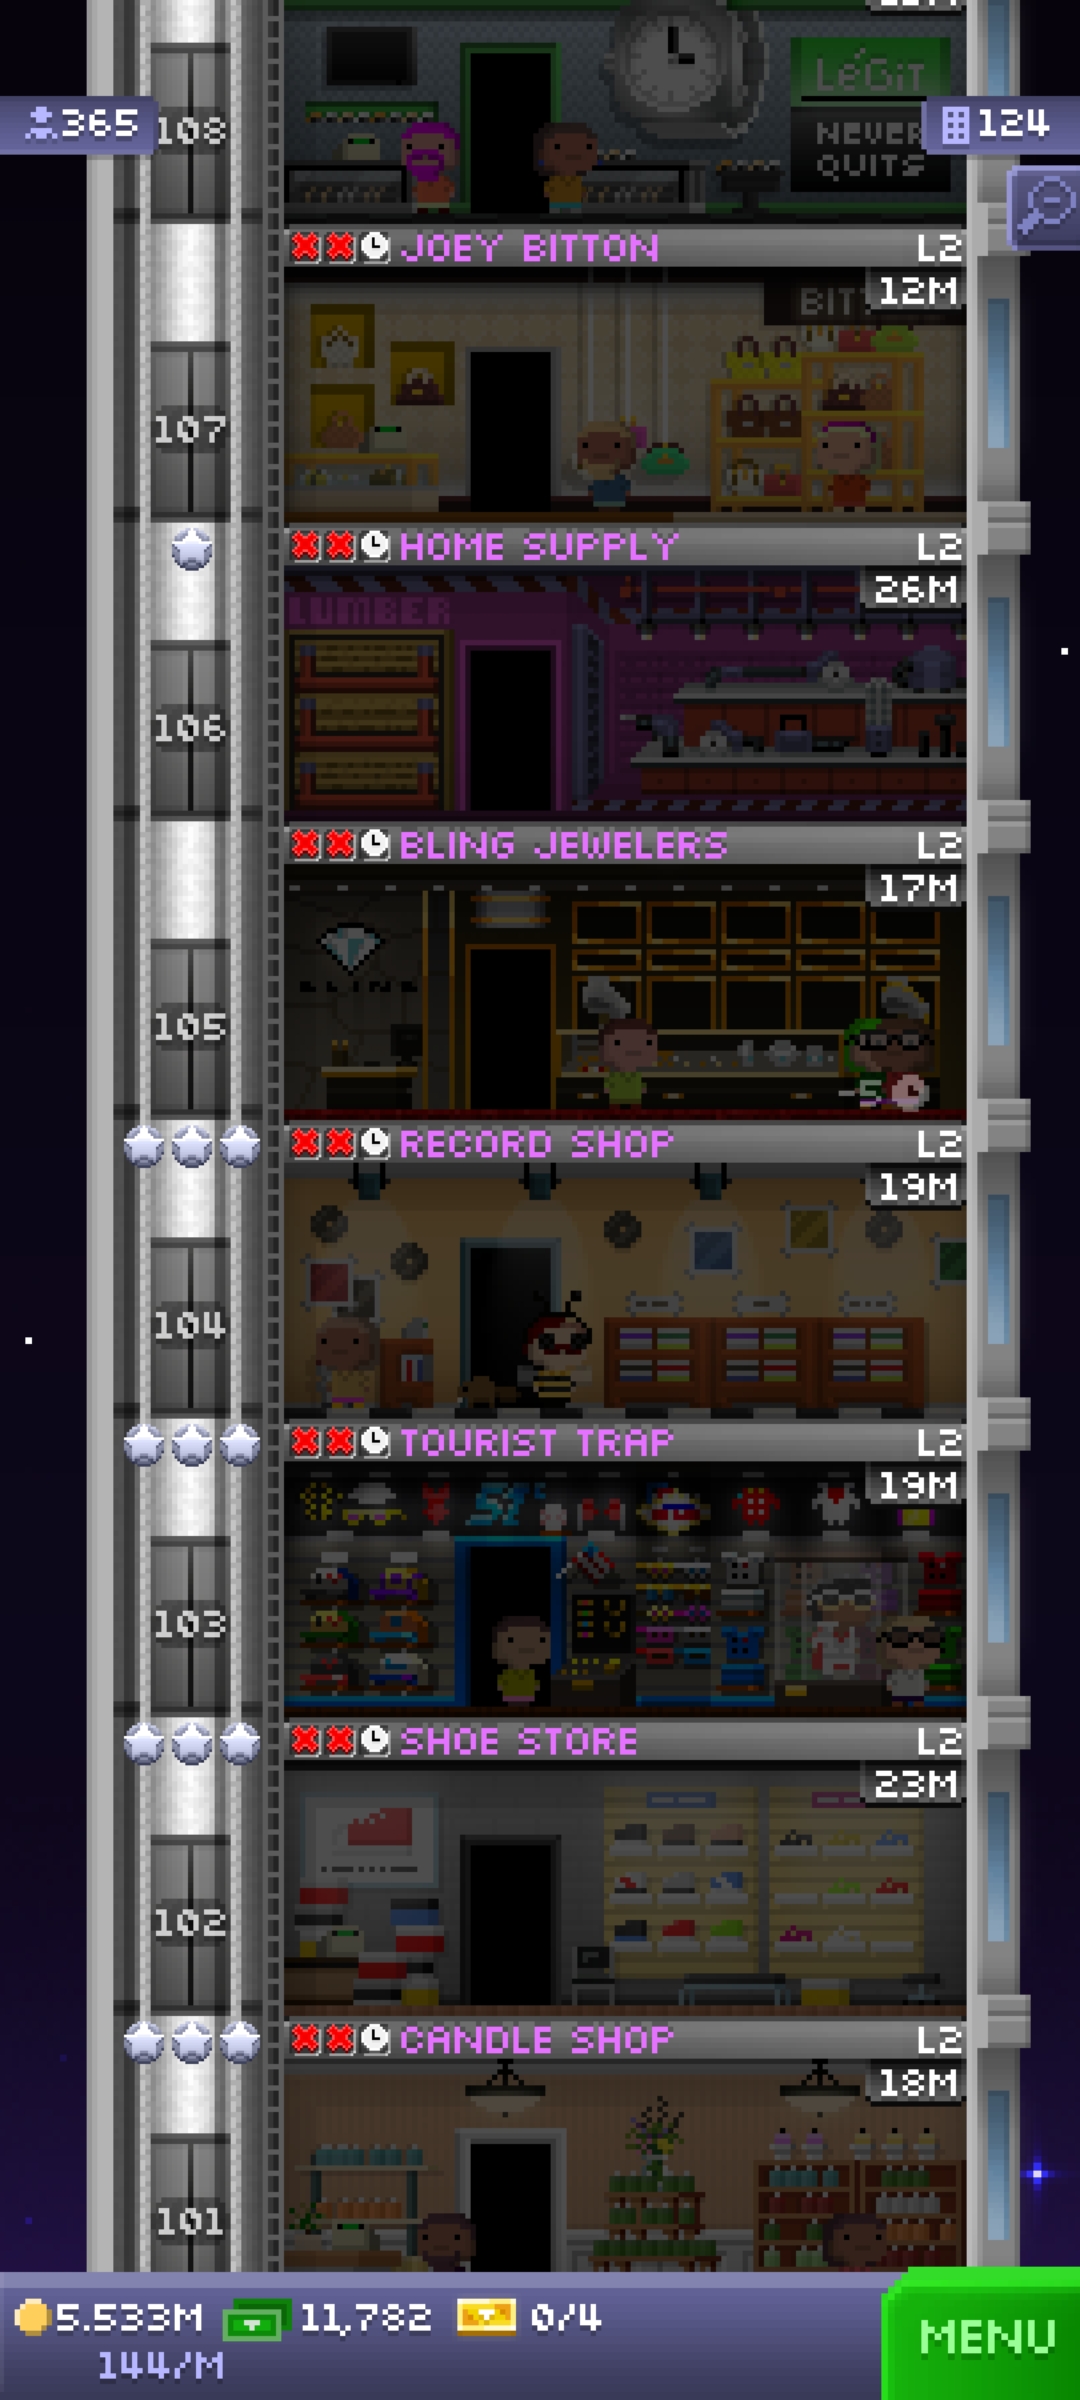 365
108
LéGiT
NEVER
QUITS
124
JOEY BITTON L2
12M
107
HOME SUPPLY L2
26M
LUMBER
106
BLING JEWELERS L2
17M
BLING
105
-5
RECORD SHOP L2
19M
104
TOURIST TRAP L2
19M
103
SHOE STORE L2
23M
102
CANDLE SHOP L2
18M
101
5.533M 11,782 0/4
144/M
MENU